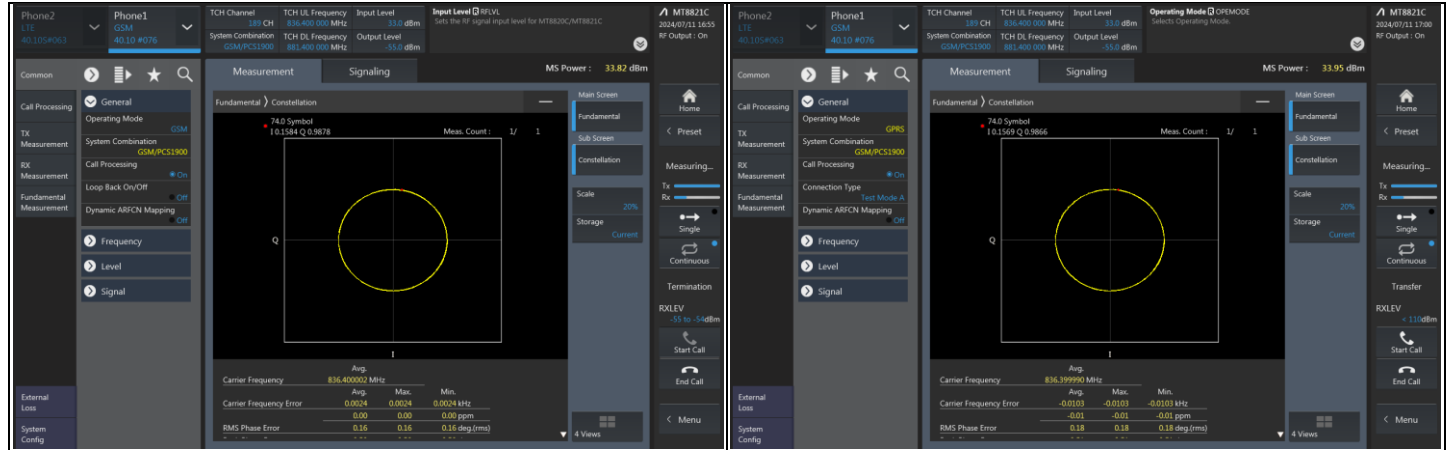 Phone2
LTE
40.10S#063
Phone1
GSM
40.10 #076
TCH Channel
189 CH
TCH UL Frequency
836.400 000 MHz
Input Level
33.0 dBm
System Combination
GSM/PCS1900
TCH DL Frequency
881.400 000 MHz
Output Level
-55.0 dBm
Input Level R RFLVL
Sets the RF signal input level for MT8820C/MT8821C
MT8821C
2024/07/11 16:55
RF Output : On
Common
Call Processing
TX
Measurement
RX
Measurement
Fundamental
Measurement
External
Loss
System
Config
General
Operating Mode
GSM
System Combination
GSM/PCS1900
Call Processing
On
Loop Back On/Off
Off
Dynamic ARFCN Mapping
Off
Frequency
Level
Signal
Measurement
Signaling
MS Power : 33.82 dBm
Fundamental > Constellation
74.0 Symbol
I 0.1584 Q 0.9878
Meas. Count : 1/ 1
Q
I
Avg.
Carrier Frequency 836.400002 MHz
Avg. Max. Min.
Carrier Frequency Error 0.0024 0.0024 0.0024 kHz
0.00 0.00 0.00 ppm
RMS Phase Error 0.16 0.16 0.16 deg.(rms)
Main Screen
Fundamental
Sub Screen
Constellation
Scale
20%
Storage
Current
4 Views
Home
< Preset
Measuring...
Tx
Rx
Single
Continuous
Termination
RXLEV
-55 to -54dBm
Start Call
End Call
< Menu
Phone2
LTE
40.10S#063
Phone1
GSM
40.10 #076
TCH Channel
189 CH
TCH UL Frequency
836.400 000 MHz
Input Level
33.0 dBm
System Combination
GSM/PCS1900
TCH DL Frequency
881.400 000 MHz
Output Level
-55.0 dBm
Operating Mode R OPEMODE
Selects Operating Mode.
MT8821C
2024/07/11 17:00
RF Output : On
Common
Call Processing
TX
Measurement
RX
Measurement
Fundamental
Measurement
External
Loss
System
Config
General
Operating Mode
GPRS
System Combination
GSM/PCS1900
Call Processing
On
Connection Type
Test Mode A
Dynamic ARFCN Mapping
Off
Frequency
Level
Signal
Measurement
Signaling
MS Power : 33.95 dBm
Fundamental > Constellation
74.0 Symbol
I 0.1569 Q 0.9866
Meas. Count : 1/ 1
Q
I
Avg.
Carrier Frequency 836.399990 MHz
Avg. Max. Min.
Carrier Frequency Error -0.0103 -0.0103 -0.0103 kHz
-0.01 -0.01 -0.01 ppm
RMS Phase Error 0.18 0.18 0.18 deg.(rms)
Main Screen
Fundamental
Sub Screen
Constellation
Scale
20%
Storage
Current
4 Views
Home
< Preset
Measuring...
Tx
Rx
Single
Continuous
Transfer
RXLEV
< 110dBm
Start Call
End Call
< Menu